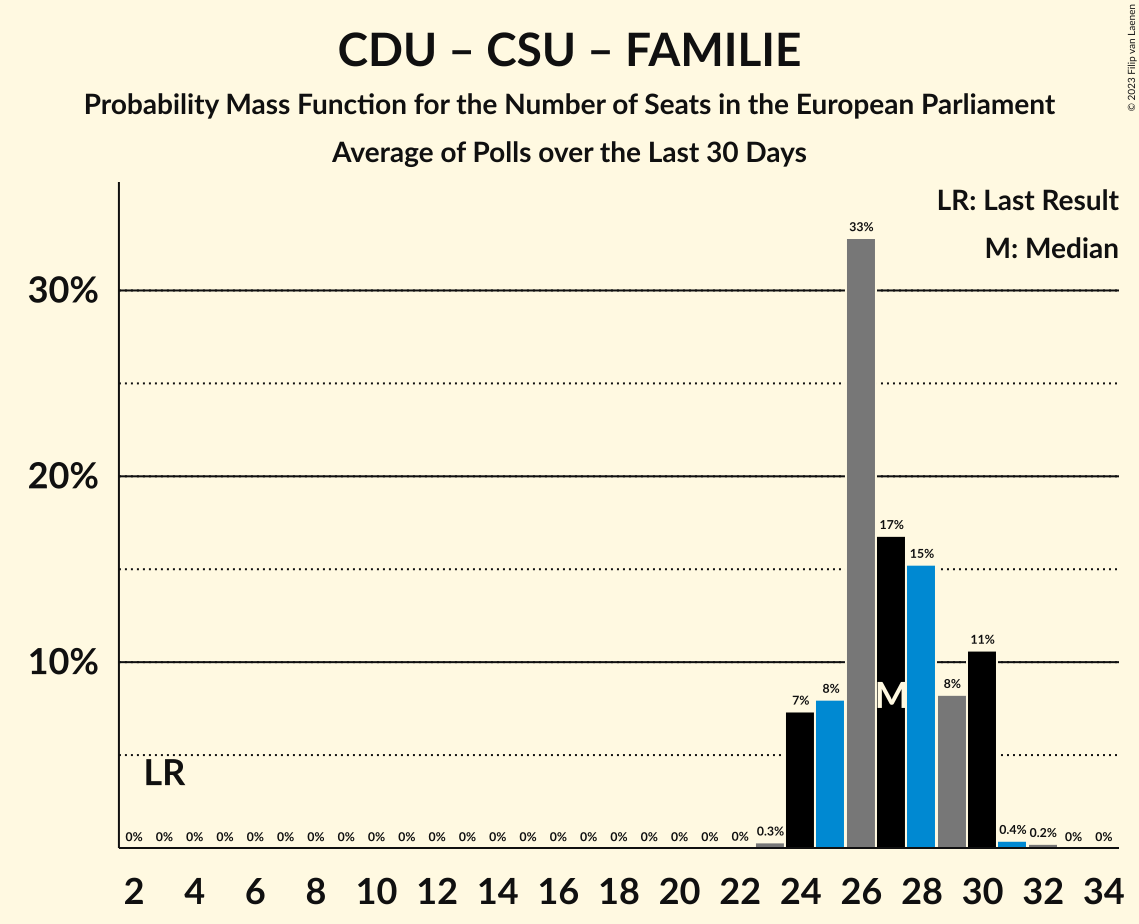 CDU – CSU – FAMILIE
Probability Mass Function for the Number of Seats in the European Parliament
Average of Polls over the Last 30 Days
© 2023 Filip van Laenen
LR: Last Result
M: Median
30%
20%
10%
33%
17%
15%
11%
8%
8%
7%
M
LR
0% 0% 0% 0% 0% 0% 0% 0% 0% 0% 0% 0% 0% 0% 0% 0% 0% 0% 0% 0% 0% 0.3% 0.4% 0.2% 0% 0%
2 4 6 8 10 12 14 16 18 20 22 24 26 28 30 32 34